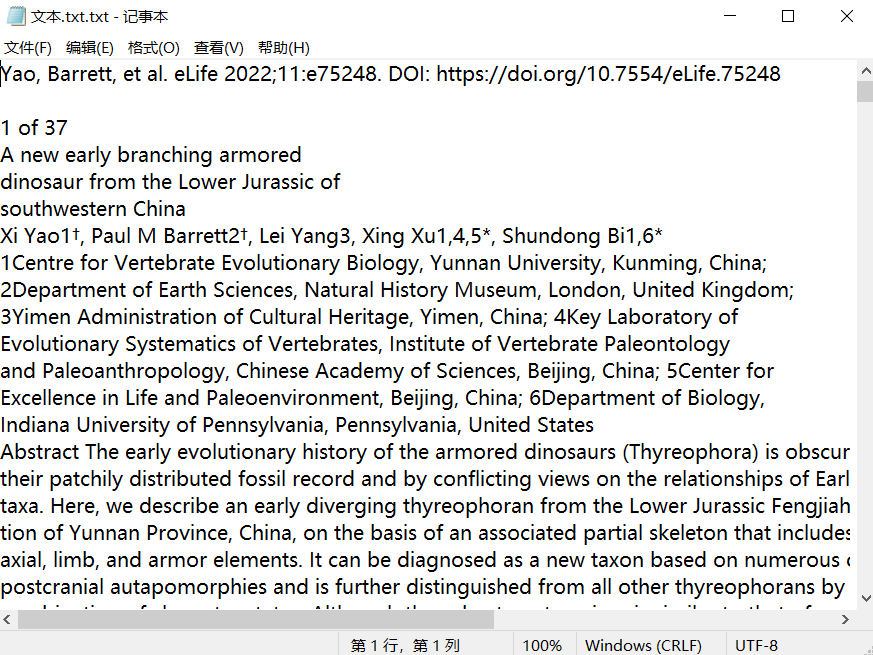 文本.txt.txt - 记事本
文件(F) 编辑(E) 格式(O) 查看(V) 帮助(H)
Yao, Barrett, et al. eLife 2022;11:e75248. DOI: https://doi.org/10.7554/eLife.75248
1 of 37
A new early branching armored
dinosaur from the Lower Jurassic of
southwestern China
Xi Yao1†, Paul M Barrett2†, Lei Yang3, Xing Xu1,4,5*, Shundong Bi1,6*
1Centre for Vertebrate Evolutionary Biology, Yunnan University, Kunming, China;
2Department of Earth Sciences, Natural History Museum, London, United Kingdom;
3Yimen Administration of Cultural Heritage, Yimen, China; 4Key Laboratory of
Evolutionary Systematics of Vertebrates, Institute of Vertebrate Paleontology
and Paleoanthropology, Chinese Academy of Sciences, Beijing, China; 5Center for
Excellence in Life and Paleoenvironment, Beijing, China; 6Department of Biology,
Indiana University of Pennsylvania, Pennsylvania, United States
Abstract The early evolutionary history of the armored dinosaurs (Thyreophora) is obscur
their patchily distributed fossil record and by conflicting views on the relationships of Earl
taxa. Here, we describe an early diverging thyreophoran from the Lower Jurassic Fengjiah
tion of Yunnan Province, China, on the basis of an associated partial skeleton that includes
axial, limb, and armor elements. It can be diagnosed as a new taxon based on numerous
postcranial autapomorphies and is further distinguished from all other thyreophorans by
第 1 行，第 1 列 100% Windows (CRLF) UTF-8